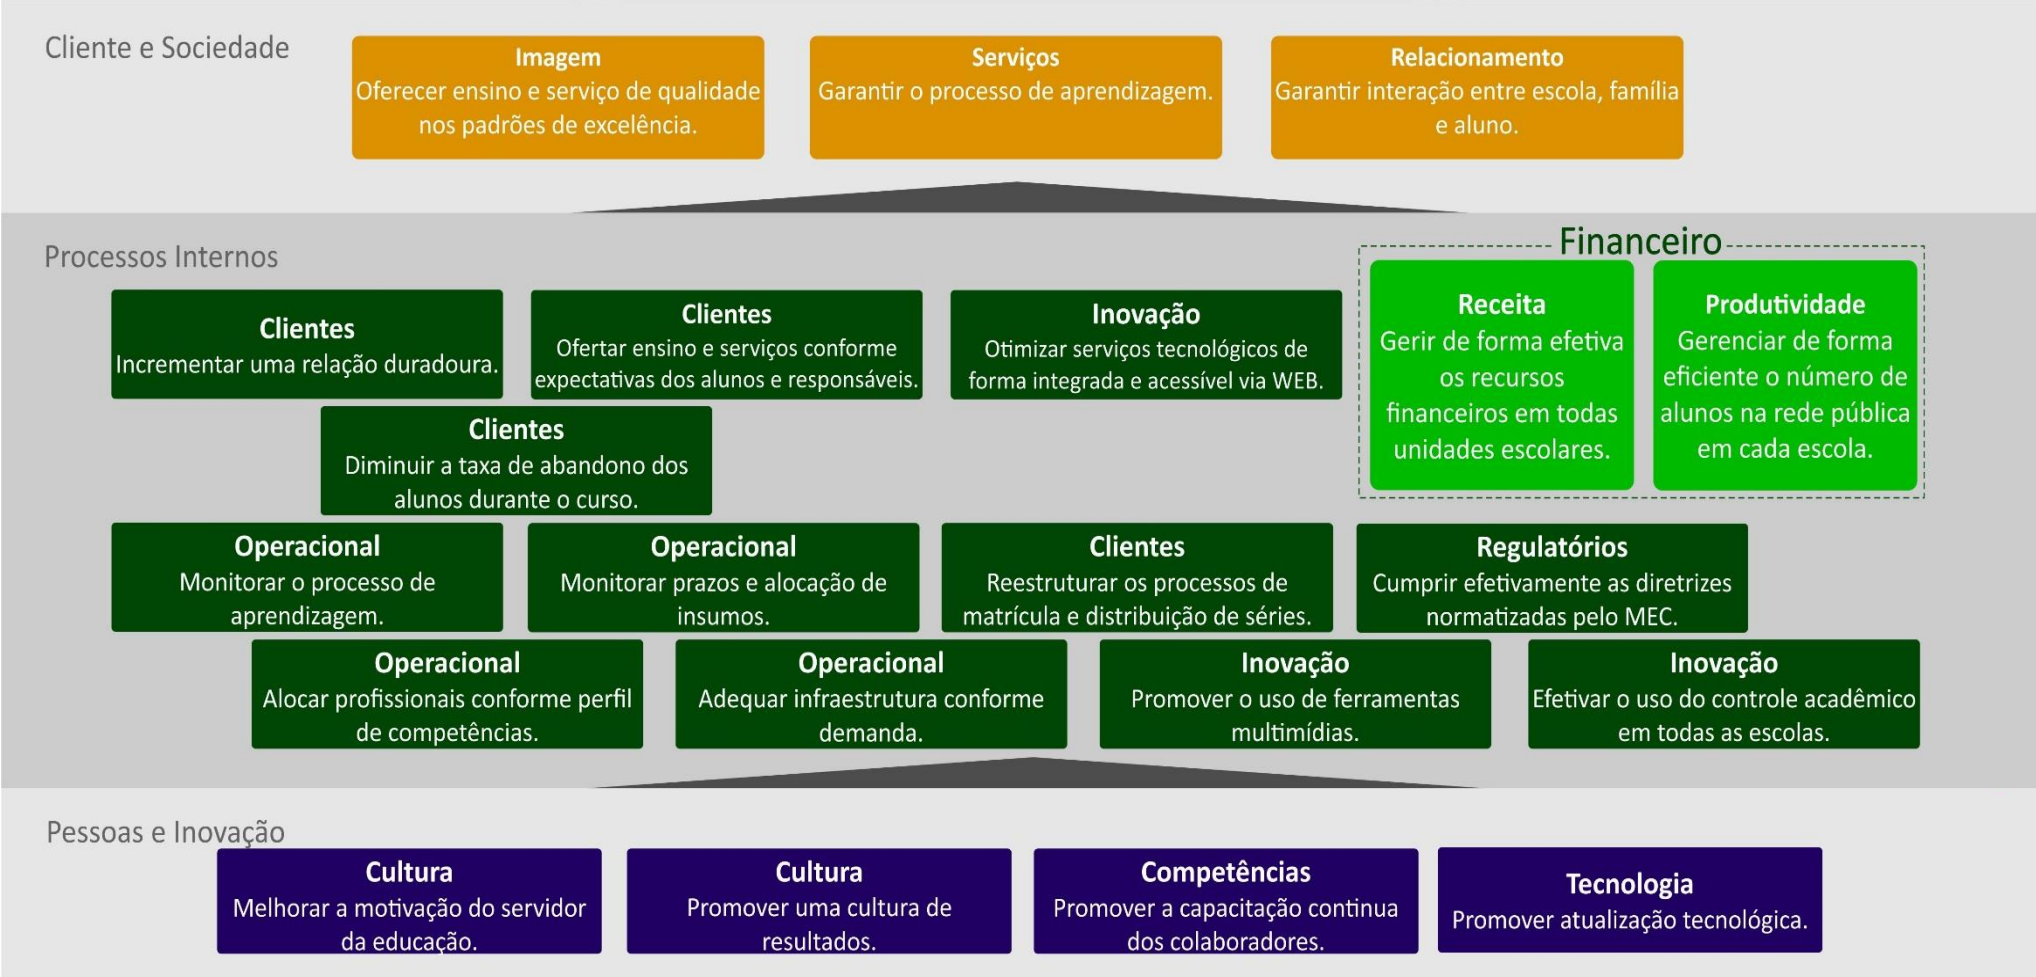 Cliente e Sociedade
Imagem
Oferecer ensino e serviço de qualidade
nos padrões de excelência.
Serviços
Garantir o processo de aprendizagem.
Relacionamento
Garantir interação entre escola, família
e aluno.
Processos Internos
Clientes
Incrementar uma relação duradoura.
Clientes
Ofertar ensino e serviços conforme
expectativas dos alunos e responsáveis.
Inovação
Otimizar serviços tecnológicos de
forma integrada e acessível via WEB.
Financeiro
Receita
Gerir de forma efetiva
os recursos
financeiros em todas
unidades escolares.
Produtividade
Gerenciar de forma
eficiente o número de
alunos na rede pública
em cada escola.
Clientes
Diminuir a taxa de abandono dos
alunos durante o curso.
Operacional
Monitorar o processo de
aprendizagem.
Operacional
Monitorar prazos e alocação de
insumos.
Clientes
Reestruturar os processos de
matrícula e distribuição de séries.
Regulatórios
Cumprir efetivamente as diretrizes
normatizadas pelo MEC.
Operacional
Alocar profissionais conforme perfil
de competências.
Operacional
Adequar infraestrutura conforme
demanda.
Inovação
Promover o uso de ferramentas
multimídias.
Inovação
Efetivar o uso do controle acadêmico
em todas as escolas.
Pessoas e Inovação
Cultura
Melhorar a motivação do servidor
da educação.
Cultura
Promover uma cultura de
resultados.
Competências
Promover a capacitação continua
dos colaboradores.
Tecnologia
Promover atualização tecnológica.